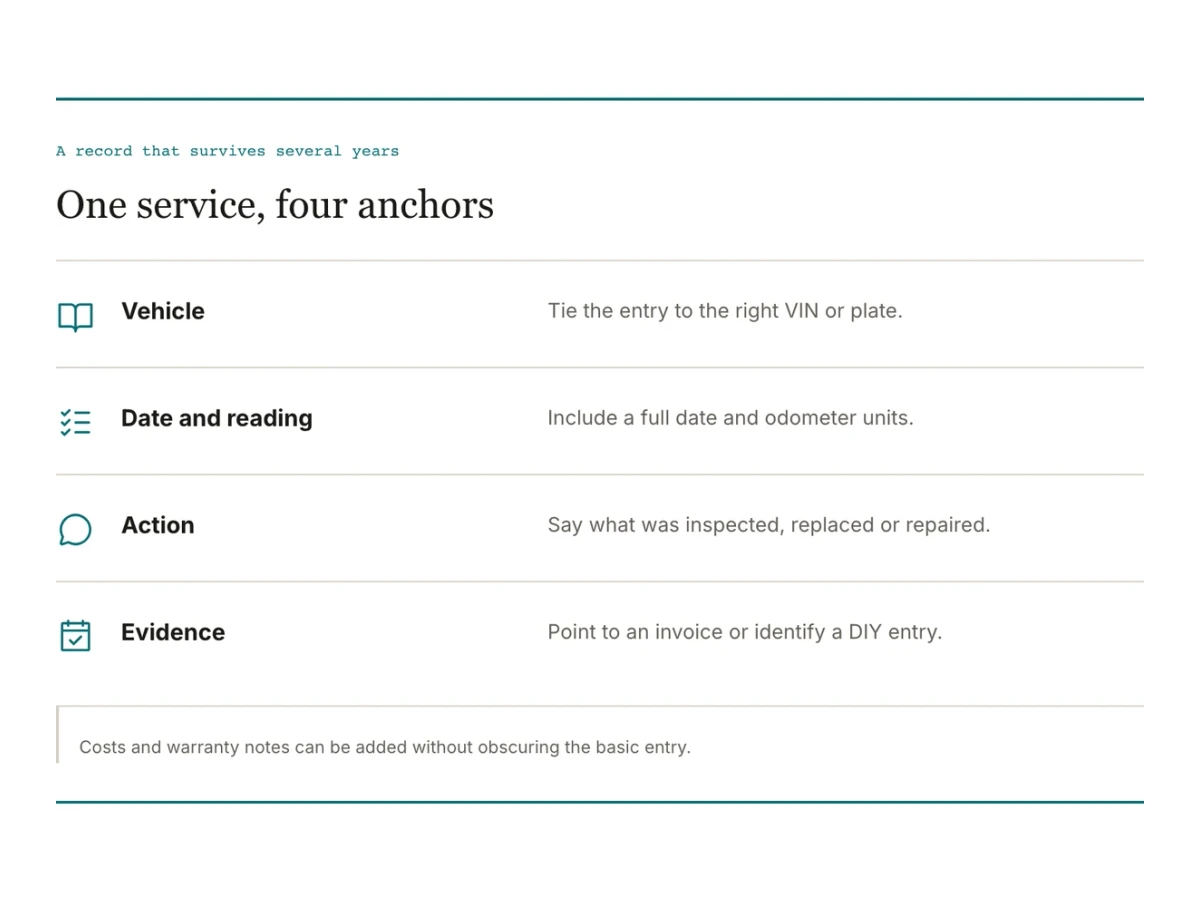 A record that survives several years
One service, four anchors
Vehicle
Tie the entry to the right VIN or plate.
Date and reading
Include a full date and odometer units.
Action
Say what was inspected, replaced or repaired.
Evidence
Point to an invoice or identify a DIY entry.
Costs and warranty notes can be added without obscuring the basic entry.